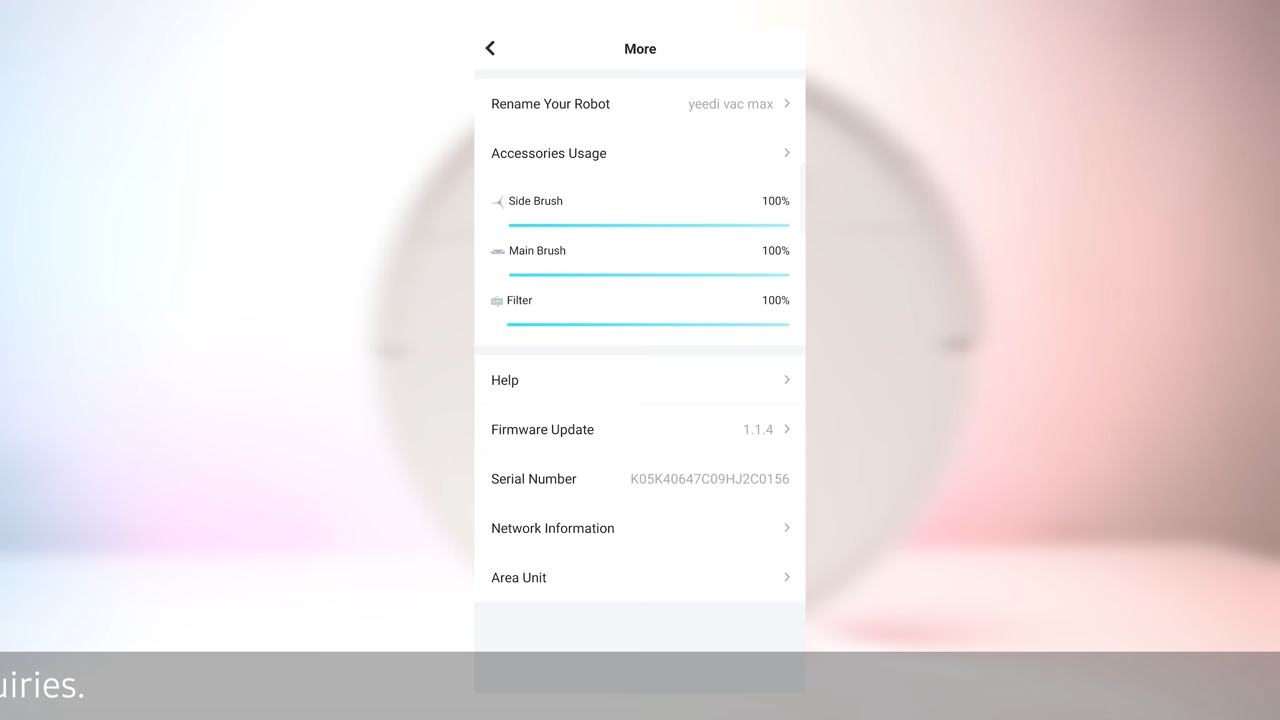 More
Rename Your Robot yeedi vac max
Accessories Usage
Side Brush 100%
Main Brush 100%
Filter 100%
Help
Firmware Update 1.1.4
Serial Number K05K40647C09HJ2C0156
Network Information
Area Unit